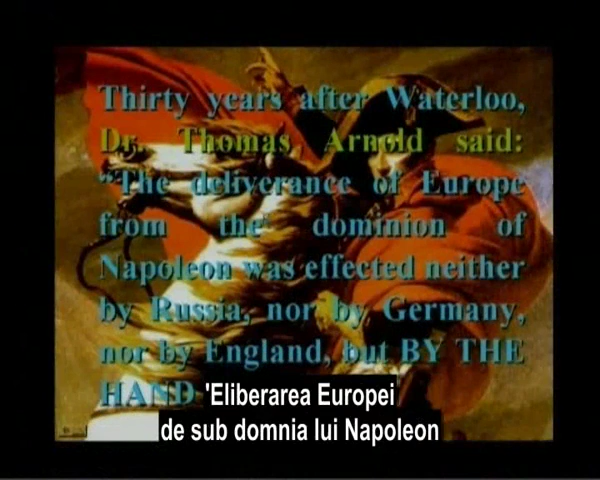 Thirty years after Waterloo,
Dr. Thomas Arnold said:
“The deliverance of Europe
from the dominion of
Napoleon was effected neither
by Russia, nor by Germany,
nor by England, but BY THE
HAND
'Eliberarea Europei
de sub domnia lui Napoleon